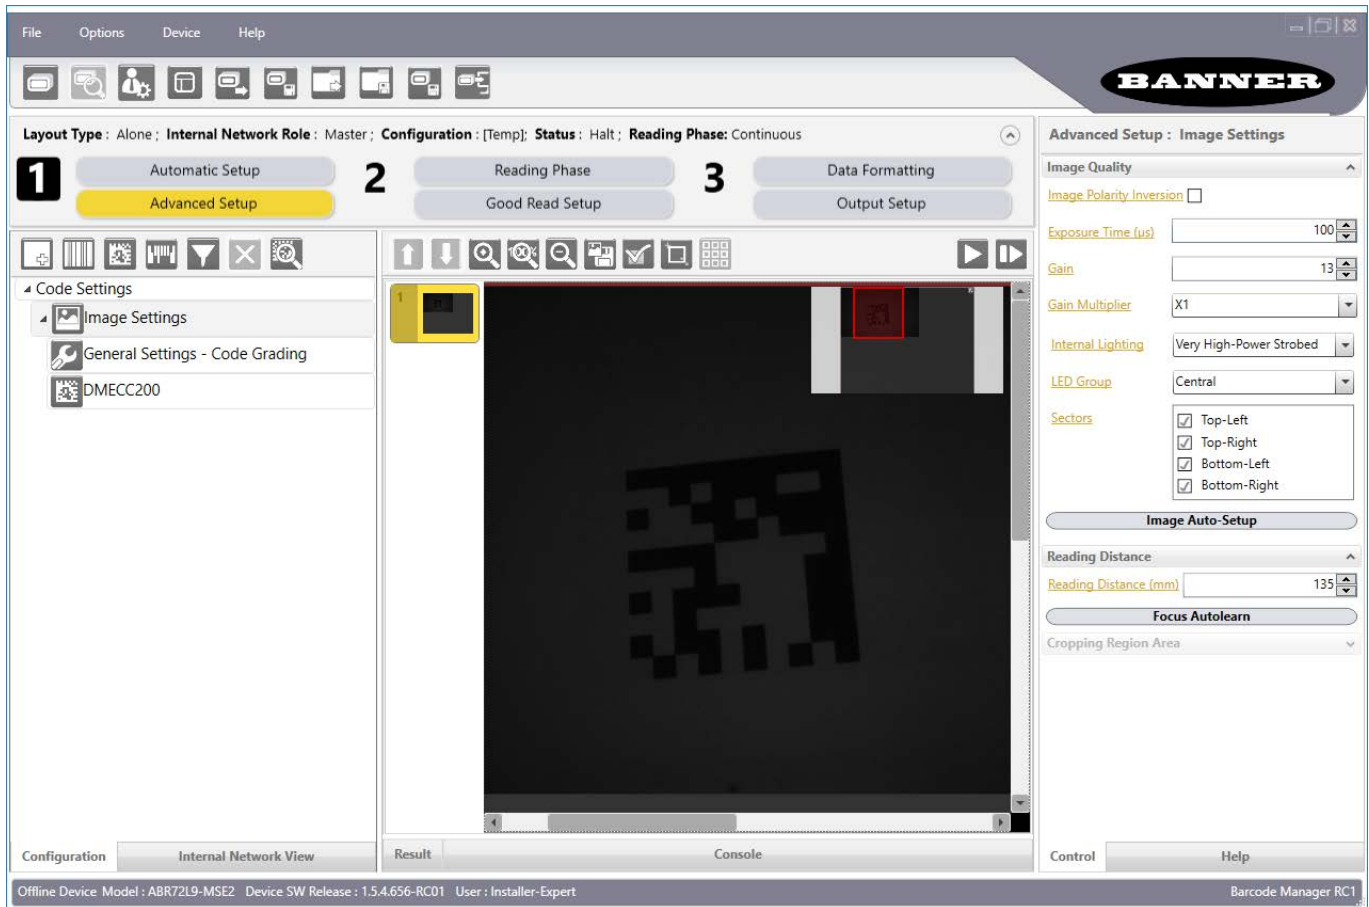 File Options Device Help
BANNER
Layout Type : Alone ; Internal Network Role : Master ; Configuration : [Temp]; Status : Halt ; Reading Phase: Continuous
1 Automatic Setup 2 Reading Phase 3 Data Formatting
Advanced Setup Good Read Setup Output Setup
100%
Code Settings
Image Settings
General Settings - Code Grading
DMECC200
1
Configuration Internal Network View
Result Console
Advanced Setup : Image Settings
Image Quality
Image Polarity Inversion
Exposure Time (µs) 100
Gain 13
Gain Multiplier X1
Internal Lighting Very High-Power Strobed
LED Group Central
Sectors Top-Left
Top-Right
Bottom-Left
Bottom-Right
Image Auto-Setup
Reading Distance
Reading Distance (mm) 135
Focus Autolearn
Cropping Region Area
Control Help
Offline Device Model : ABR72L9-MSE2 Device SW Release : 1.5.4.656-RC01 User : Installer-Expert Barcode Manager RC1